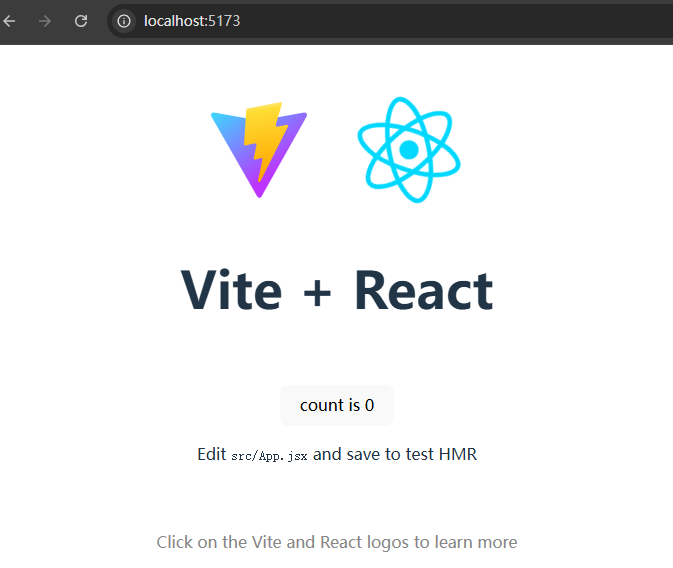 localhost:5173
Vite + React
count is 0
Edit src/App.jsx and save to test HMR
Click on the Vite and React logos to learn more